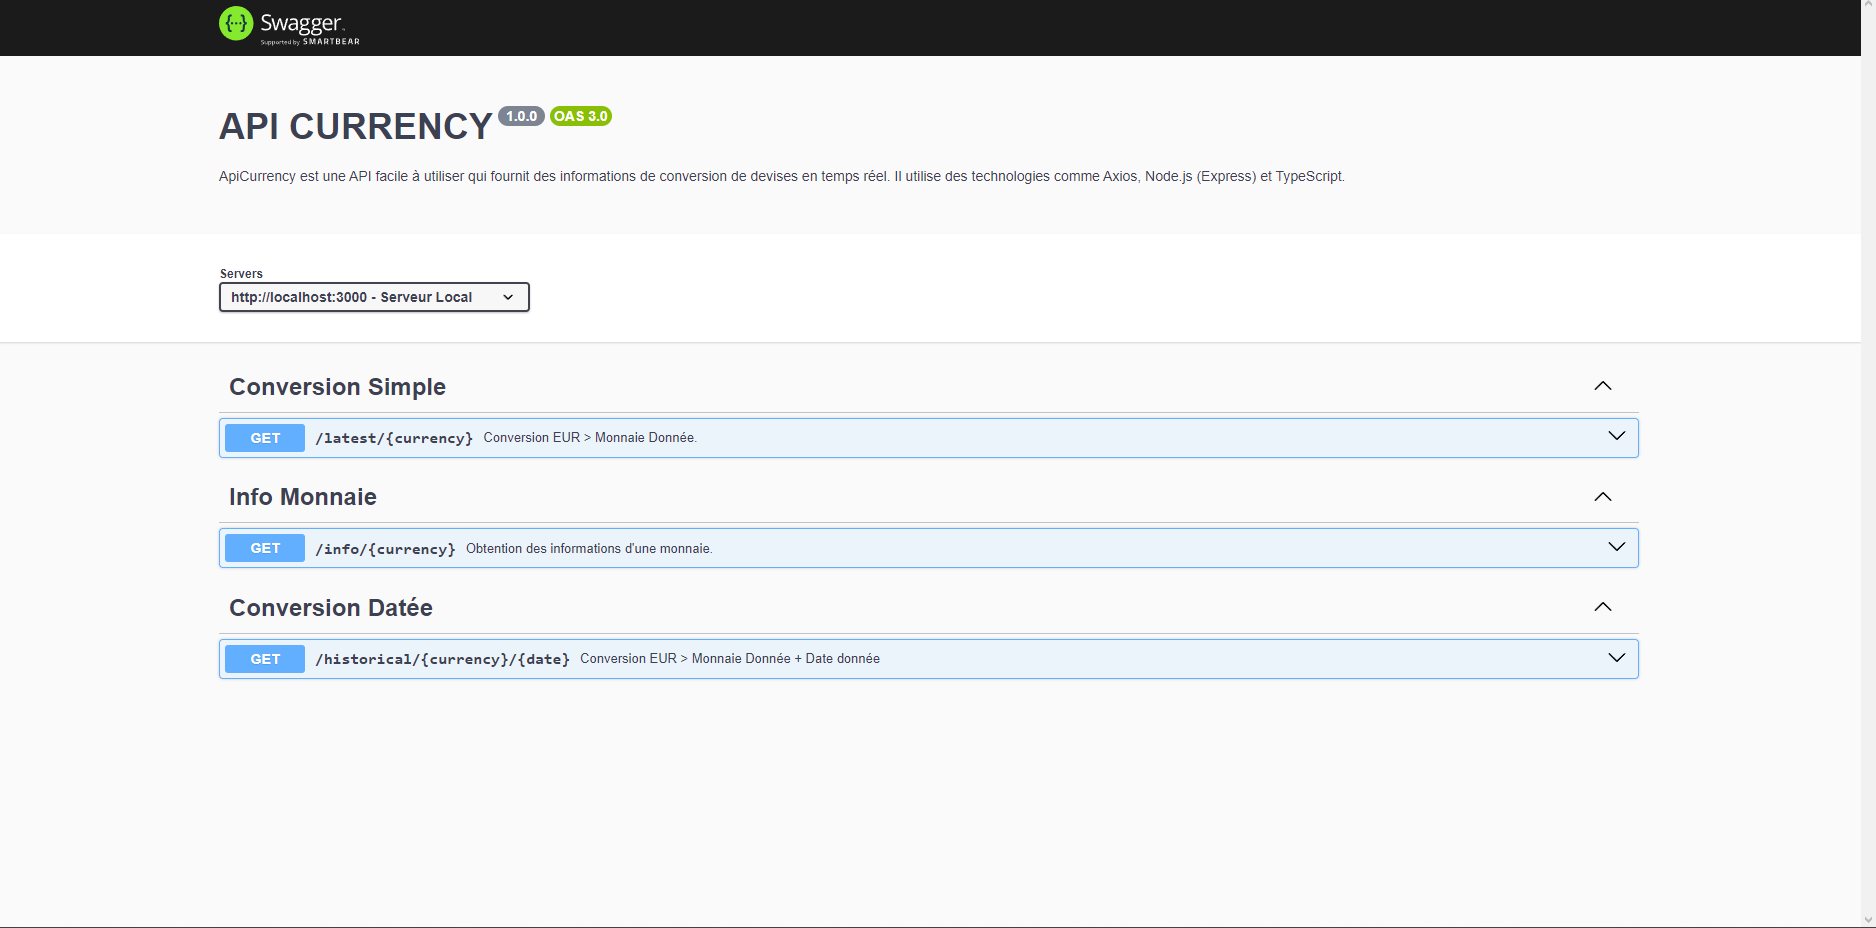 {···} Swagger™
Supported by SMARTBEAR
API CURRENCY 1.0.0 OAS 3.0
ApiCurrency est une API facile à utiliser qui fournit des informations de conversion de devises en temps réel. Il utilise des technologies comme Axios, Node.js (Express) et TypeScript.
Servers
http://localhost:3000 - Serveur Local
Conversion Simple
GET /latest/{currency} Conversion EUR > Monnaie Donnée.
Info Monnaie
GET /info/{currency} Obtention des informations d'une monnaie.
Conversion Datée
GET /historical/{currency}/{date} Conversion EUR > Monnaie Donnée + Date donnée